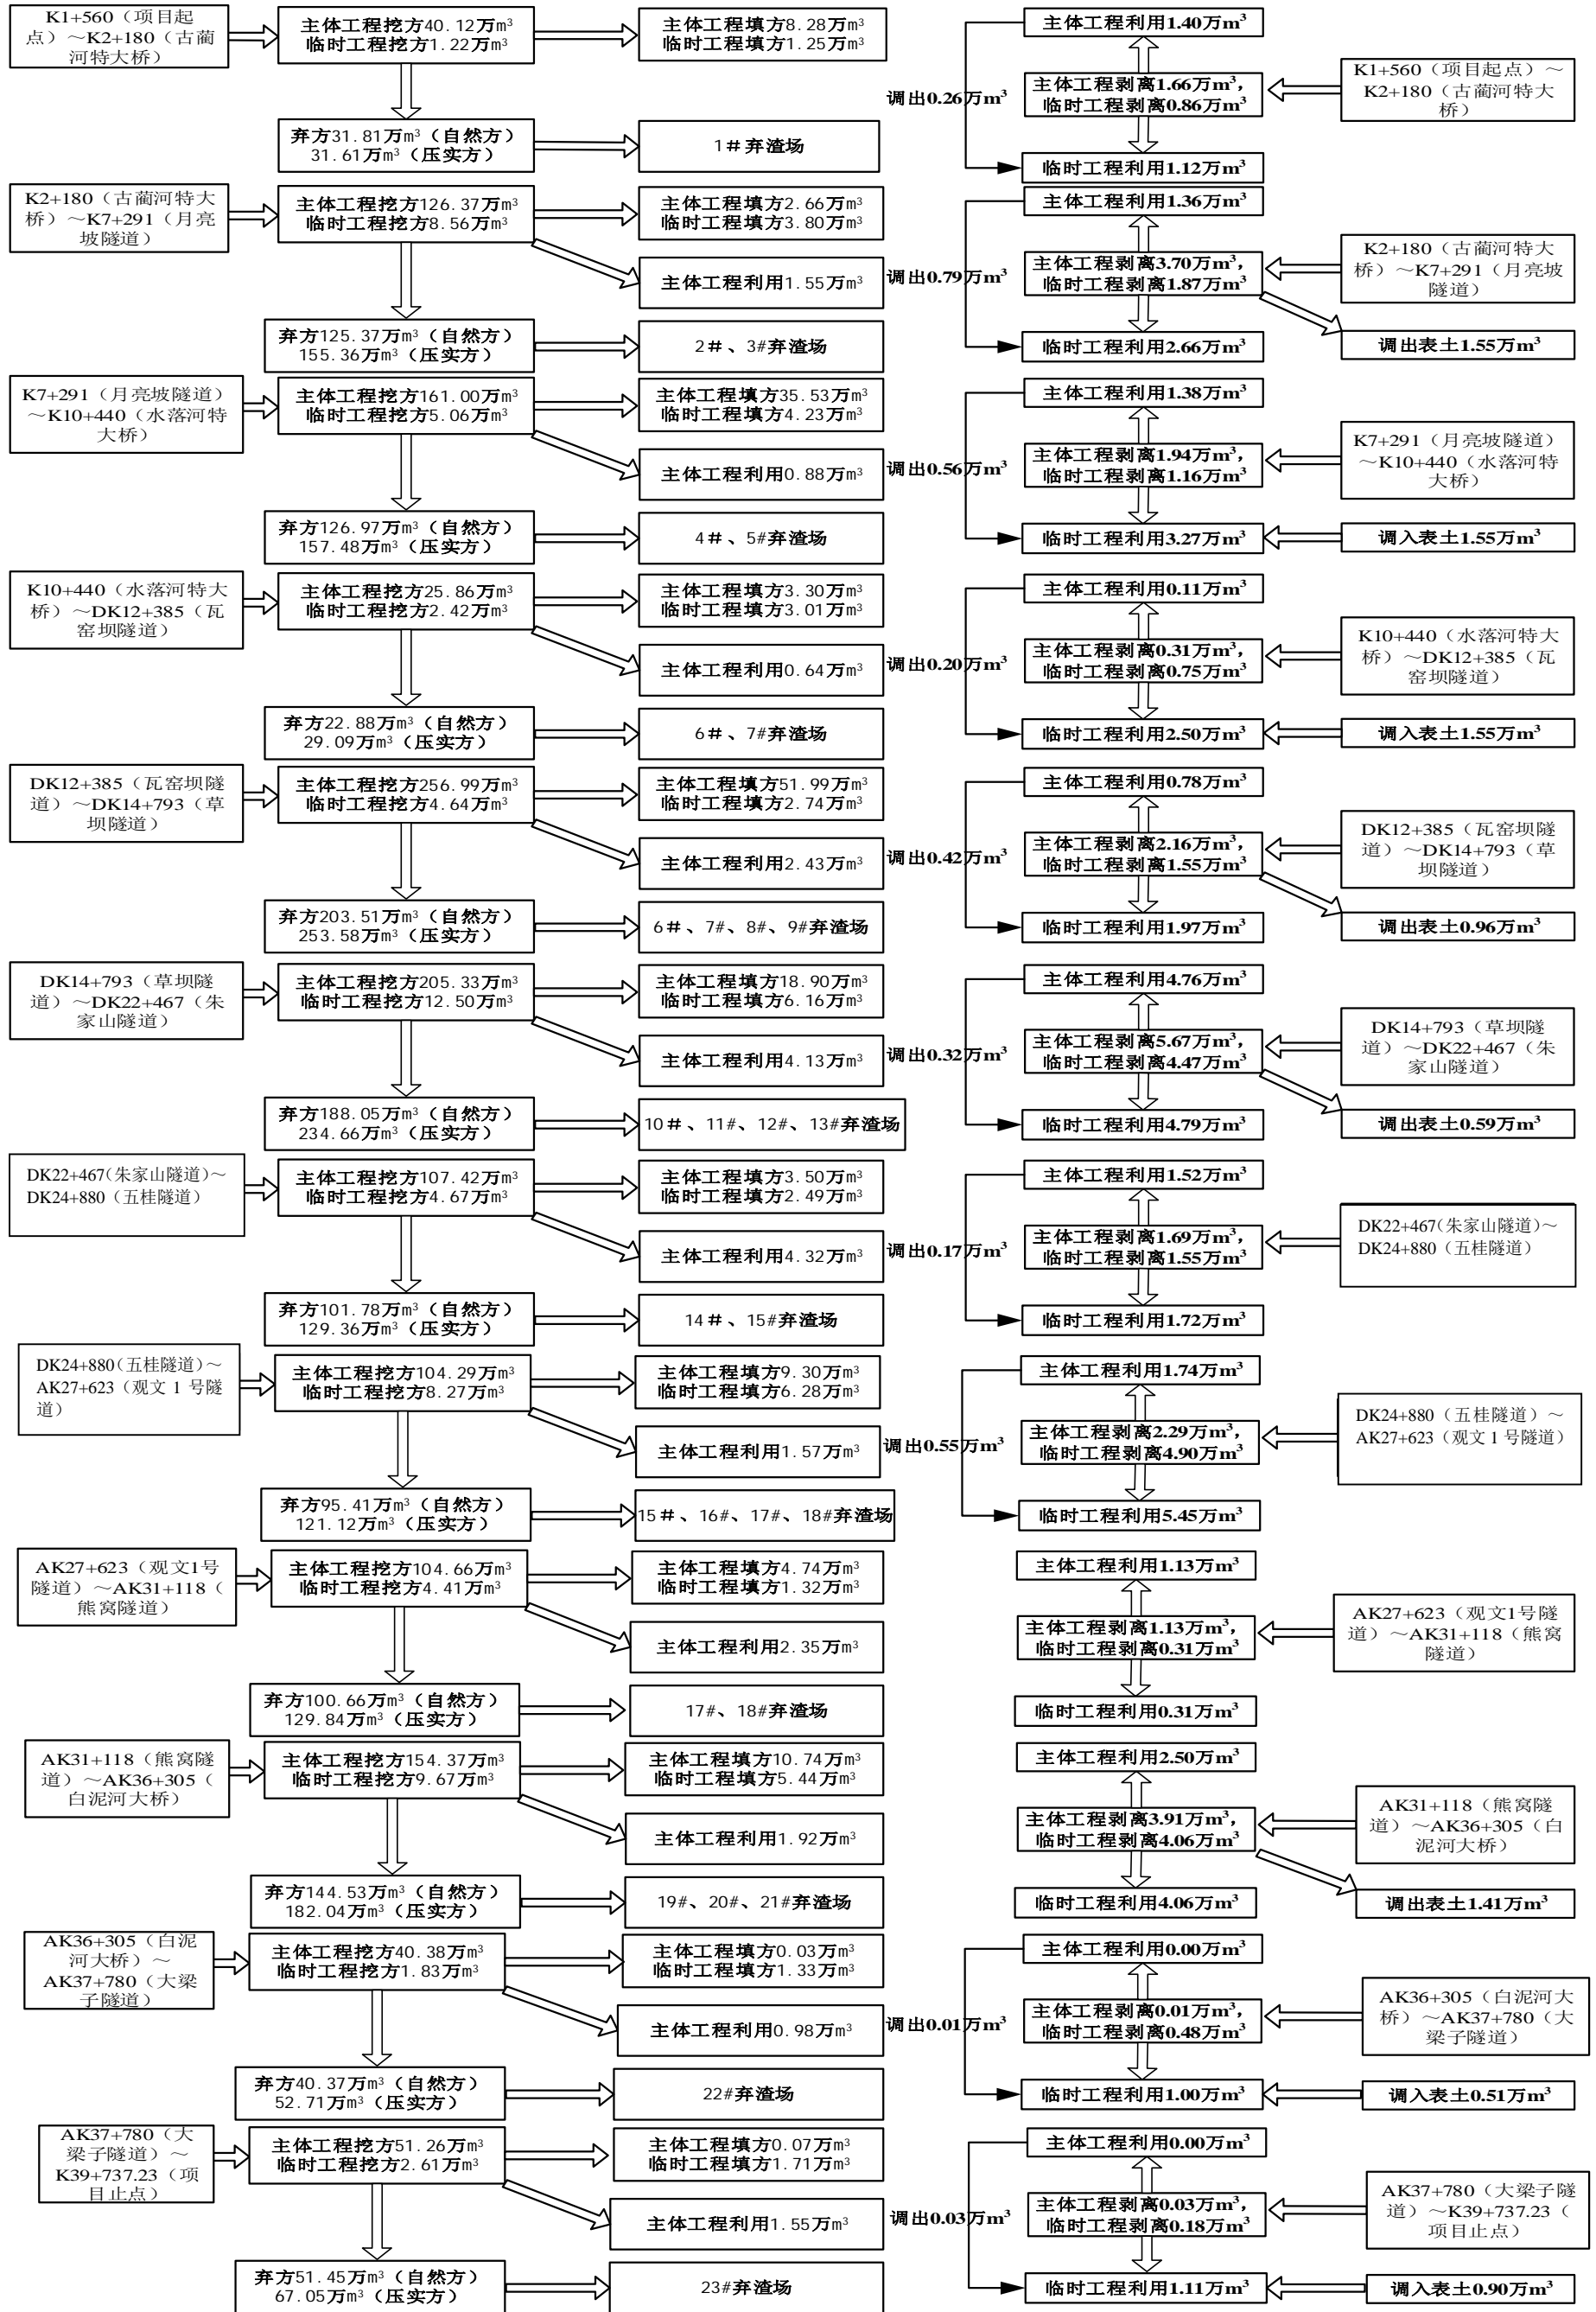 K1+560（项目起
点）～K2+180（古蔺
河特大桥）
主体工程挖方40.12万m³
临时工程挖方1.22万m³
主体工程填方8.28万m³
临时工程填方1.25万m³
弃方31.81万m³（自然方）
31.61万m³（压实方）
1＃弃渣场
调出0.26万m³
主体工程利用1.40万m³
主体工程剥离1.66万m³，
临时工程剥离0.86万m³
临时工程利用1.12万m³
K1+560（项目起点）～
K2+180（古蔺河特大
桥）
K2+180（古蔺河特大
桥）～K7+291（月亮
坡隧道）
主体工程挖方126.37万m³
临时工程挖方8.56万m³
主体工程填方2.66万m³
临时工程填方3.80万m³
主体工程利用1.55万m³
弃方125.37万m³（自然方）
155.36万m³（压实方）
2＃、3#弃渣场
调出0.79万m³
主体工程利用1.36万m³
主体工程剥离3.70万m³，
临时工程剥离1.87万m³
临时工程利用2.66万m³
K2+180（古蔺河特大
桥）～K7+291（月亮坡
隧道）
调出表土1.55万m³
K7+291（月亮坡隧道）
～K10+440（水落河特
大桥）
主体工程挖方161.00万m³
临时工程挖方5.06万m³
主体工程填方35.53万m³
临时工程填方4.23万m³
主体工程利用0.88万m³
弃方126.97万m³（自然方）
157.48万m³（压实方）
4＃、5#弃渣场
调出0.56万m³
主体工程利用1.38万m³
主体工程剥离1.94万m³，
临时工程剥离1.16万m³
临时工程利用3.27万m³
K7+291（月亮坡隧道）
～K10+440（水落河特
大桥）
调入表土1.55万m³
K10+440（水落河特大
桥）～DK12+385（瓦
窑坝隧道）
主体工程挖方25.86万m³
临时工程挖方2.42万m³
主体工程填方3.30万m³
临时工程填方3.01万m³
主体工程利用0.64万m³
弃方22.88万m³（自然方）
29.09万m³（压实方）
6＃、7#弃渣场
调出0.20万m³
主体工程利用0.11万m³
主体工程剥离0.31万m³，
临时工程剥离0.75万m³
临时工程利用2.50万m³
K10+440（水落河特大
桥）～DK12+385（瓦
窑坝隧道）
调入表土1.55万m³
DK12+385（瓦窑坝隧
道）～DK14+793（草
坝隧道）
主体工程挖方256.99万m³
临时工程挖方4.64万m³
主体工程填方51.99万m³
临时工程填方2.74万m³
主体工程利用2.43万m³
弃方203.51万m³（自然方）
253.58万m³（压实方）
6＃、7#、8#、9#弃渣场
调出0.42万m³
主体工程利用0.78万m³
主体工程剥离2.16万m³，
临时工程剥离1.55万m³
临时工程利用1.97万m³
DK12+385（瓦窑坝隧
道）～DK14+793（草
坝隧道）
调出表土0.96万m³
DK14+793（草坝隧
道）～DK22+467（朱
家山隧道）
主体工程挖方205.33万m³
临时工程挖方12.50万m³
主体工程填方18.90万m³
临时工程填方6.16万m³
主体工程利用4.13万m³
弃方188.05万m³（自然方）
234.66万m³（压实方）
10＃、11#、12#、13#弃渣场
调出0.32万m³
主体工程利用4.76万m³
主体工程剥离5.67万m³，
临时工程剥离4.47万m³
临时工程利用4.79万m³
DK14+793（草坝隧
道）～DK22+467（朱
家山隧道）
调出表土0.59万m³
DK22+467(朱家山隧道)～
DK24+880（五桂隧道）
主体工程挖方107.42万m³
临时工程挖方4.67万m³
主体工程填方3.50万m³
临时工程填方2.49万m³
主体工程利用4.32万m³
弃方101.78万m³（自然方）
129.36万m³（压实方）
14＃、15#弃渣场
调出0.17万m³
主体工程利用1.52万m³
主体工程剥离1.69万m³，
临时工程剥离1.55万m³
临时工程利用1.72万m³
DK22+467(朱家山隧道)～
DK24+880（五桂隧道）
DK24+880(五桂隧道)～
AK27+623（观文 1 号隧
道）
主体工程挖方104.29万m³
临时工程挖方8.27万m³
主体工程填方9.30万m³
临时工程填方6.28万m³
主体工程利用1.57万m³
弃方95.41万m³（自然方）
121.12万m³（压实方）
15＃、16#、17#、18#弃渣场
调出0.55万m³
主体工程利用1.74万m³
主体工程剥离2.29万m³，
临时工程剥离4.90万m³
临时工程利用5.45万m³
DK24+880（五桂隧道）～
AK27+623（观文 1 号隧道）
AK27+623（观文1号
隧道）～AK31+118（
熊窝隧道）
主体工程挖方104.66万m³
临时工程挖方4.41万m³
主体工程填方4.74万m³
临时工程填方1.32万m³
主体工程利用2.35万m³
弃方100.66万m³（自然方）
129.84万m³（压实方）
17#、18#弃渣场
主体工程利用1.13万m³
主体工程剥离1.13万m³，
临时工程剥离0.31万m³
临时工程利用0.31万m³
AK27+623（观文1号隧
道）～AK31+118（熊窝
隧道）
AK31+118（熊窝隧
道）～AK36+305（
白泥河大桥）
主体工程挖方154.37万m³
临时工程挖方9.67万m³
主体工程填方10.74万m³
临时工程填方5.44万m³
主体工程利用1.92万m³
弃方144.53万m³（自然方）
182.04万m³（压实方）
19#、20#、21#弃渣场
主体工程利用2.50万m³
主体工程剥离3.91万m³，
临时工程剥离4.06万m³
临时工程利用4.06万m³
AK31+118（熊窝隧
道）～AK36+305（白
泥河大桥）
调出表土1.41万m³
AK36+305（白泥
河大桥）～
AK37+780（大梁
子隧道）
主体工程挖方40.38万m³
临时工程挖方1.83万m³
主体工程填方0.03万m³
临时工程填方1.33万m³
主体工程利用0.98万m³
弃方40.37万m³（自然方）
52.71万m³（压实方）
22#弃渣场
调出0.01万m³
主体工程利用0.00万m³
主体工程剥离0.01万m³，
临时工程剥离0.48万m³
临时工程利用1.00万m³
AK36+305（白泥河大
桥）～AK37+780（大
梁子隧道）
调入表土0.51万m³
AK37+780（大
梁子隧道）～
K39+737.23（项
目止点）
主体工程挖方51.26万m³
临时工程挖方2.61万m³
主体工程填方0.07万m³
临时工程填方1.71万m³
主体工程利用1.55万m³
弃方51.45万m³（自然方）
67.05万m³（压实方）
23#弃渣场
调出0.03万m³
主体工程利用0.00万m³
主体工程剥离0.03万m³，
临时工程剥离0.18万m³
临时工程利用1.11万m³
AK37+780（大梁子隧
道）～K39+737.23（
项目止点）
调入表土0.90万m³